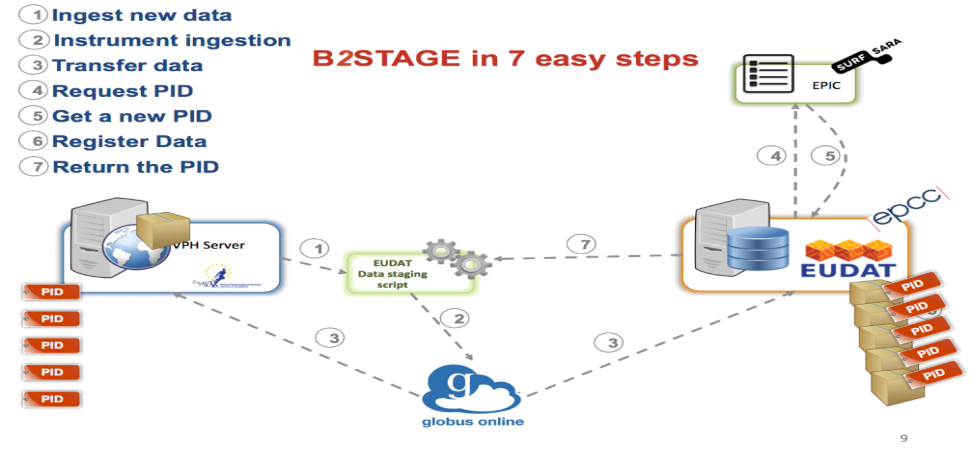 1 Ingest new data
2 Instrument ingestion
3 Transfer data
4 Request PID
5 Get a new PID
6 Register Data
7 Return the PID
B2STAGE in 7 easy steps
SURF SARA
EPIC
4
5
epcc
VPH Server
1
EUDAT
Data staging
script
7
EUDAT
PID
PID
PID
PID
PID
2
3
3
PID
PID
PID
PID
PID
g
globus online
9